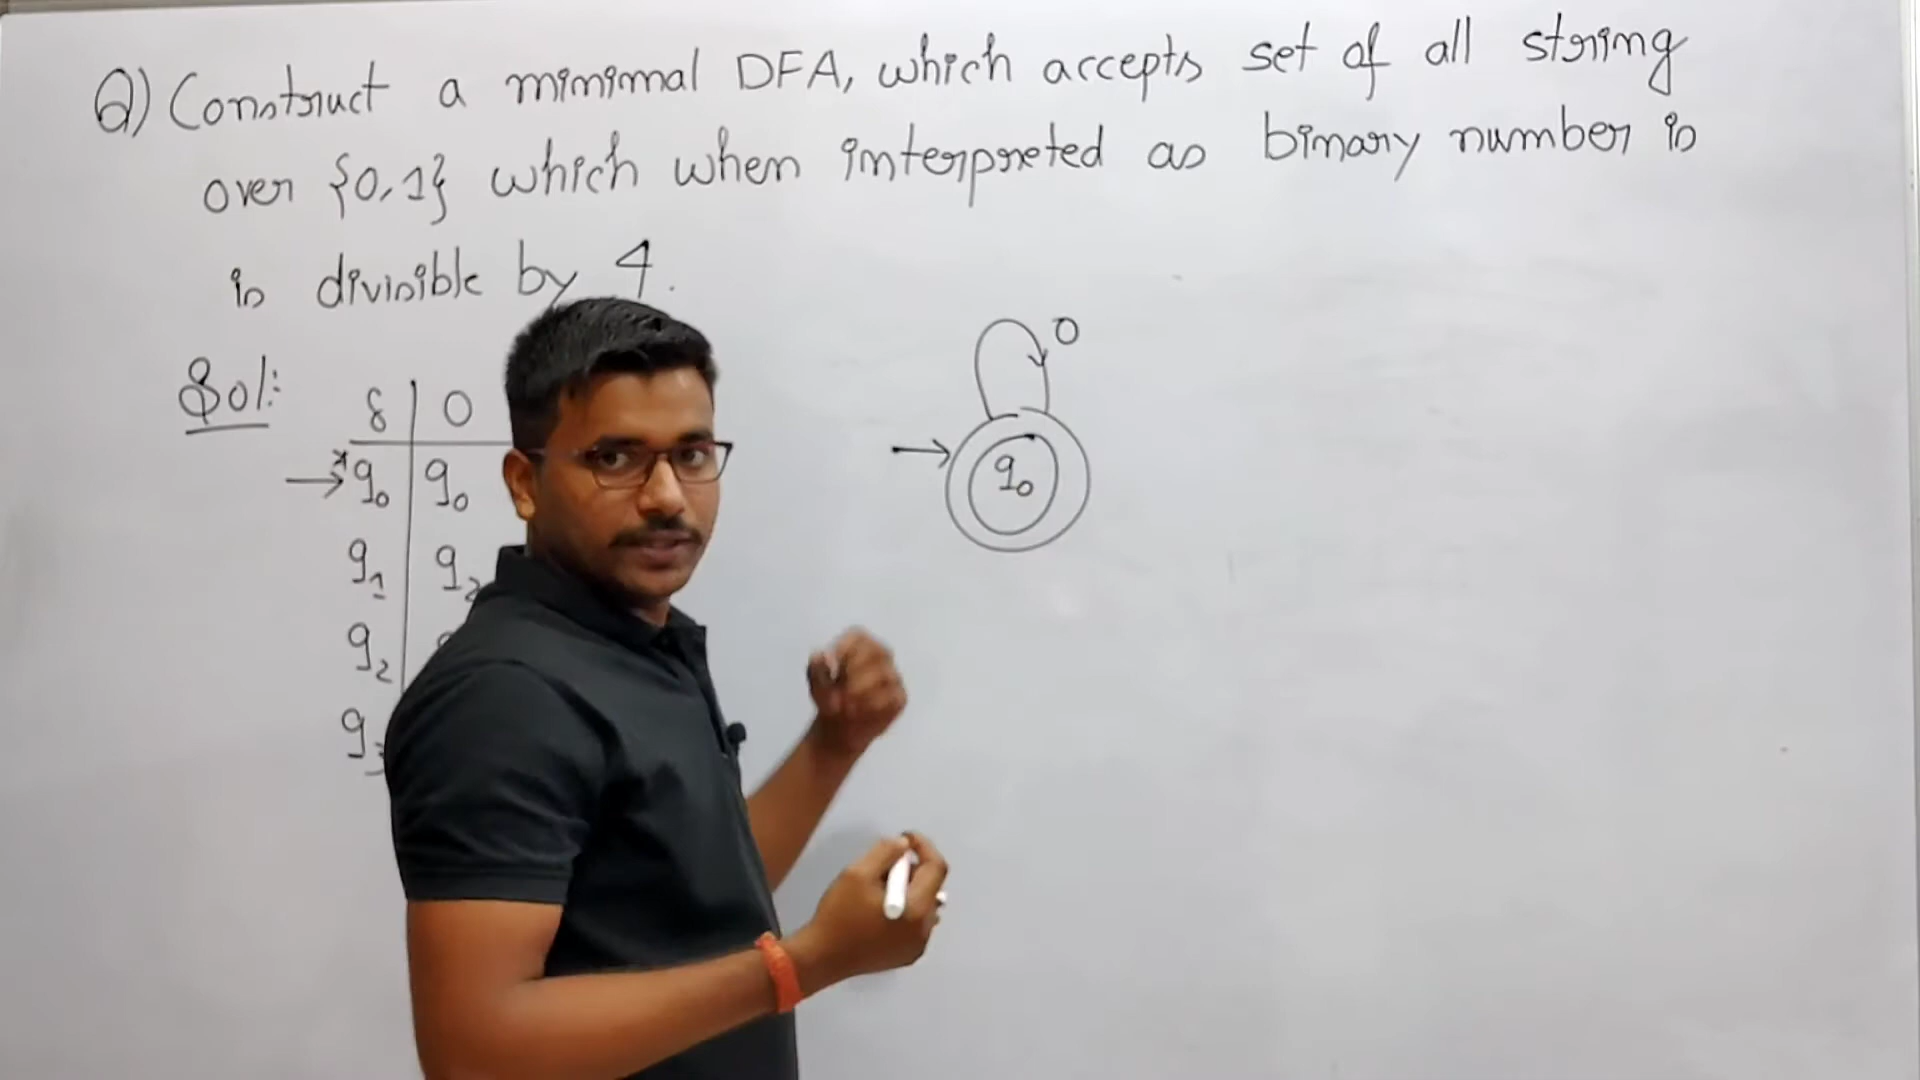 Q) Construct a minimal DFA, which accepts set of all string
over {0,1} which when interpreted as binary number is
is divisible by 4.
Sol:
δ 0
→*q0 q0
q1 q2
q2
q3
0
→ q0